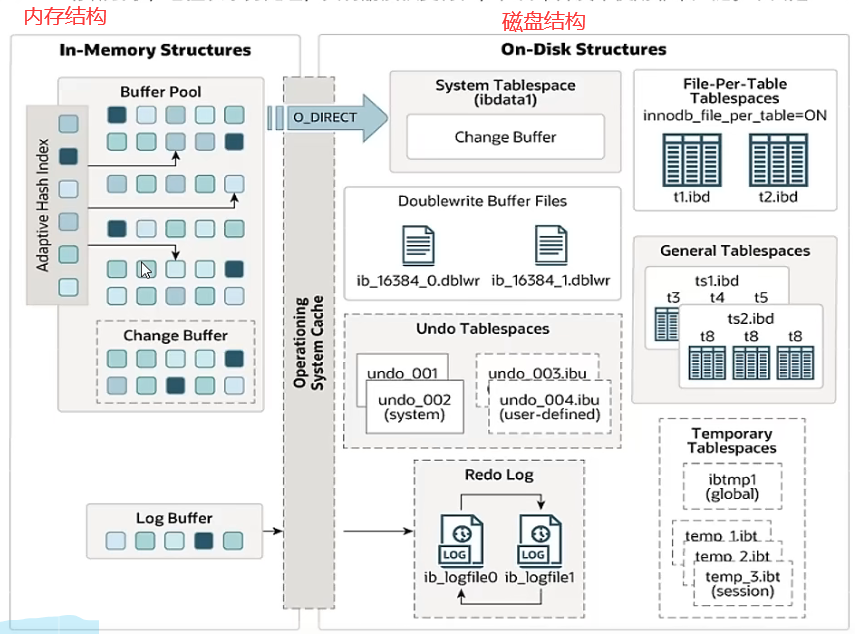 内存结构
磁盘结构
In-Memory Structures
On-Disk Structures
Buffer Pool
Adaptive Hash Index
Change Buffer
Log Buffer
Operationing
System Cache
O_DIRECT
System Tablespace
(ibdata1)
Change Buffer
Doublewrite Buffer Files
ib_16384_0.dblwr
ib_16384_1.dblwr
Undo Tablespaces
undo_001
undo_002
(system)
undo_003.ibu
undo_004.ibu
(user-defined)
Redo Log
LOG
LOG
ib_logfile0
ib_logfile1
File-Per-Table
Tablespaces
innodb_file_per_table=ON
t1.ibd
t2.ibd
General Tablespaces
ts1.ibd
t3
t4
t5
ts2.ibd
t8
t8
t8
Temporary
Tablespaces
ibtmp1
(global)
temp_1.ibt
temp_2.ibt
temp_3.ibt
(session)